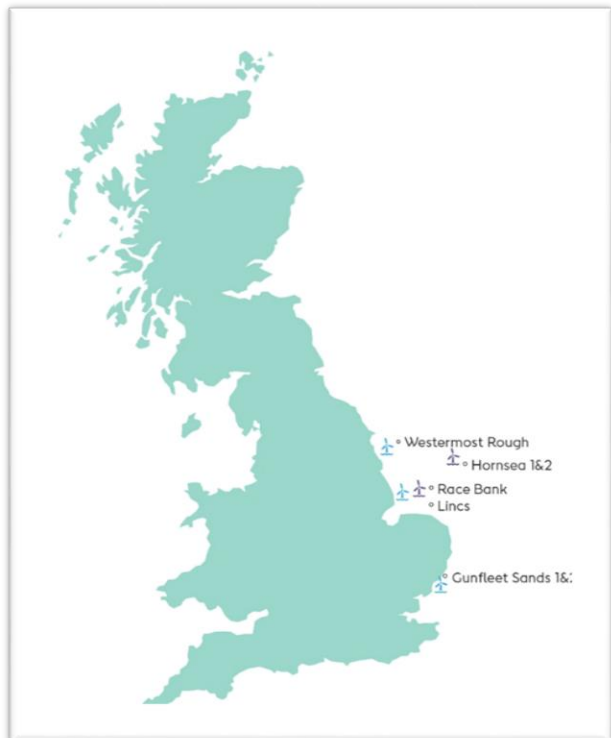 Westermost Rough
Hornsea 1&2
Race Bank
Lincs
Gunfleet Sands 1&